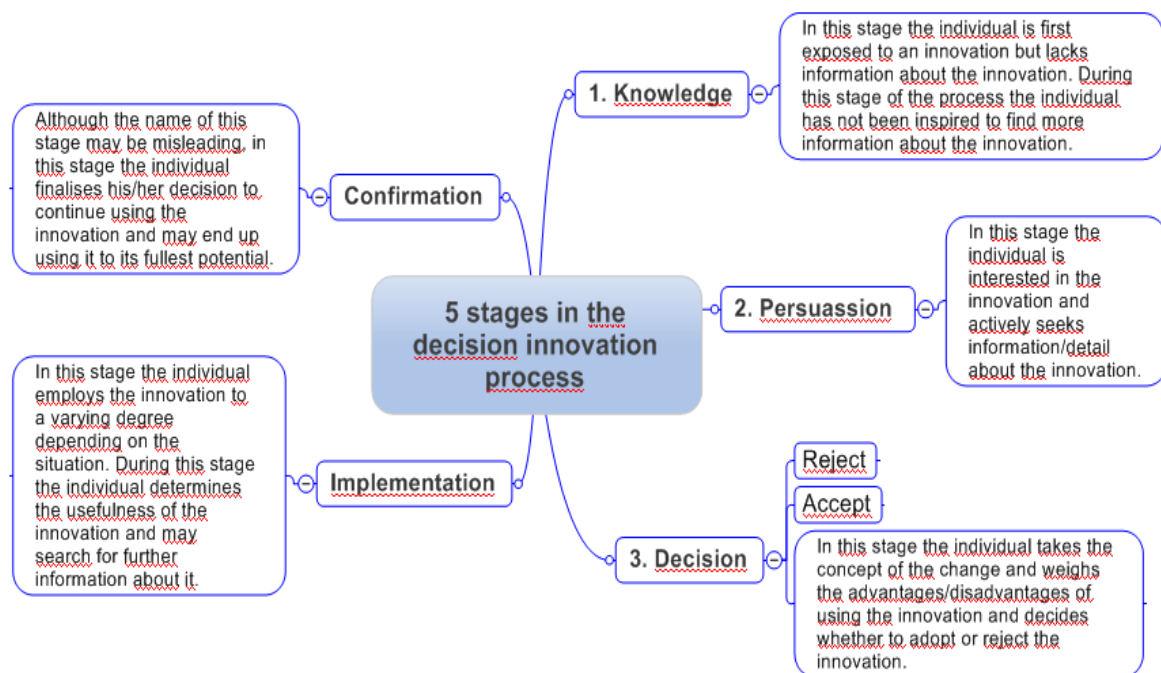 5 stages in the
decision innovation
process
1. Knowledge
In this stage the individual is first
exposed to an innovation but lacks
information about the innovation. During
this stage of the process the individual
has not been inspired to find more
information about the innovation.
2. Persuassion
In this stage the
individual is
interested in the
innovation and
actively seeks
information/detail
about the innovation.
3. Decision
Reject
Accept
In this stage the individual takes the
concept of the change and weighs
the advantages/disadvantages of
using the innovation and decides
whether to adopt or reject the
innovation.
Implementation
In this stage the individual
employs the innovation to
a varying degree
depending on the
situation. During this stage
the individual determines
the usefulness of the
innovation and may
search for further
information about it.
Confirmation
Although the name of this
stage may be misleading, in
this stage the individual
finalises his/her decision to
continue using the
innovation and may end up
using it to its fullest potential.